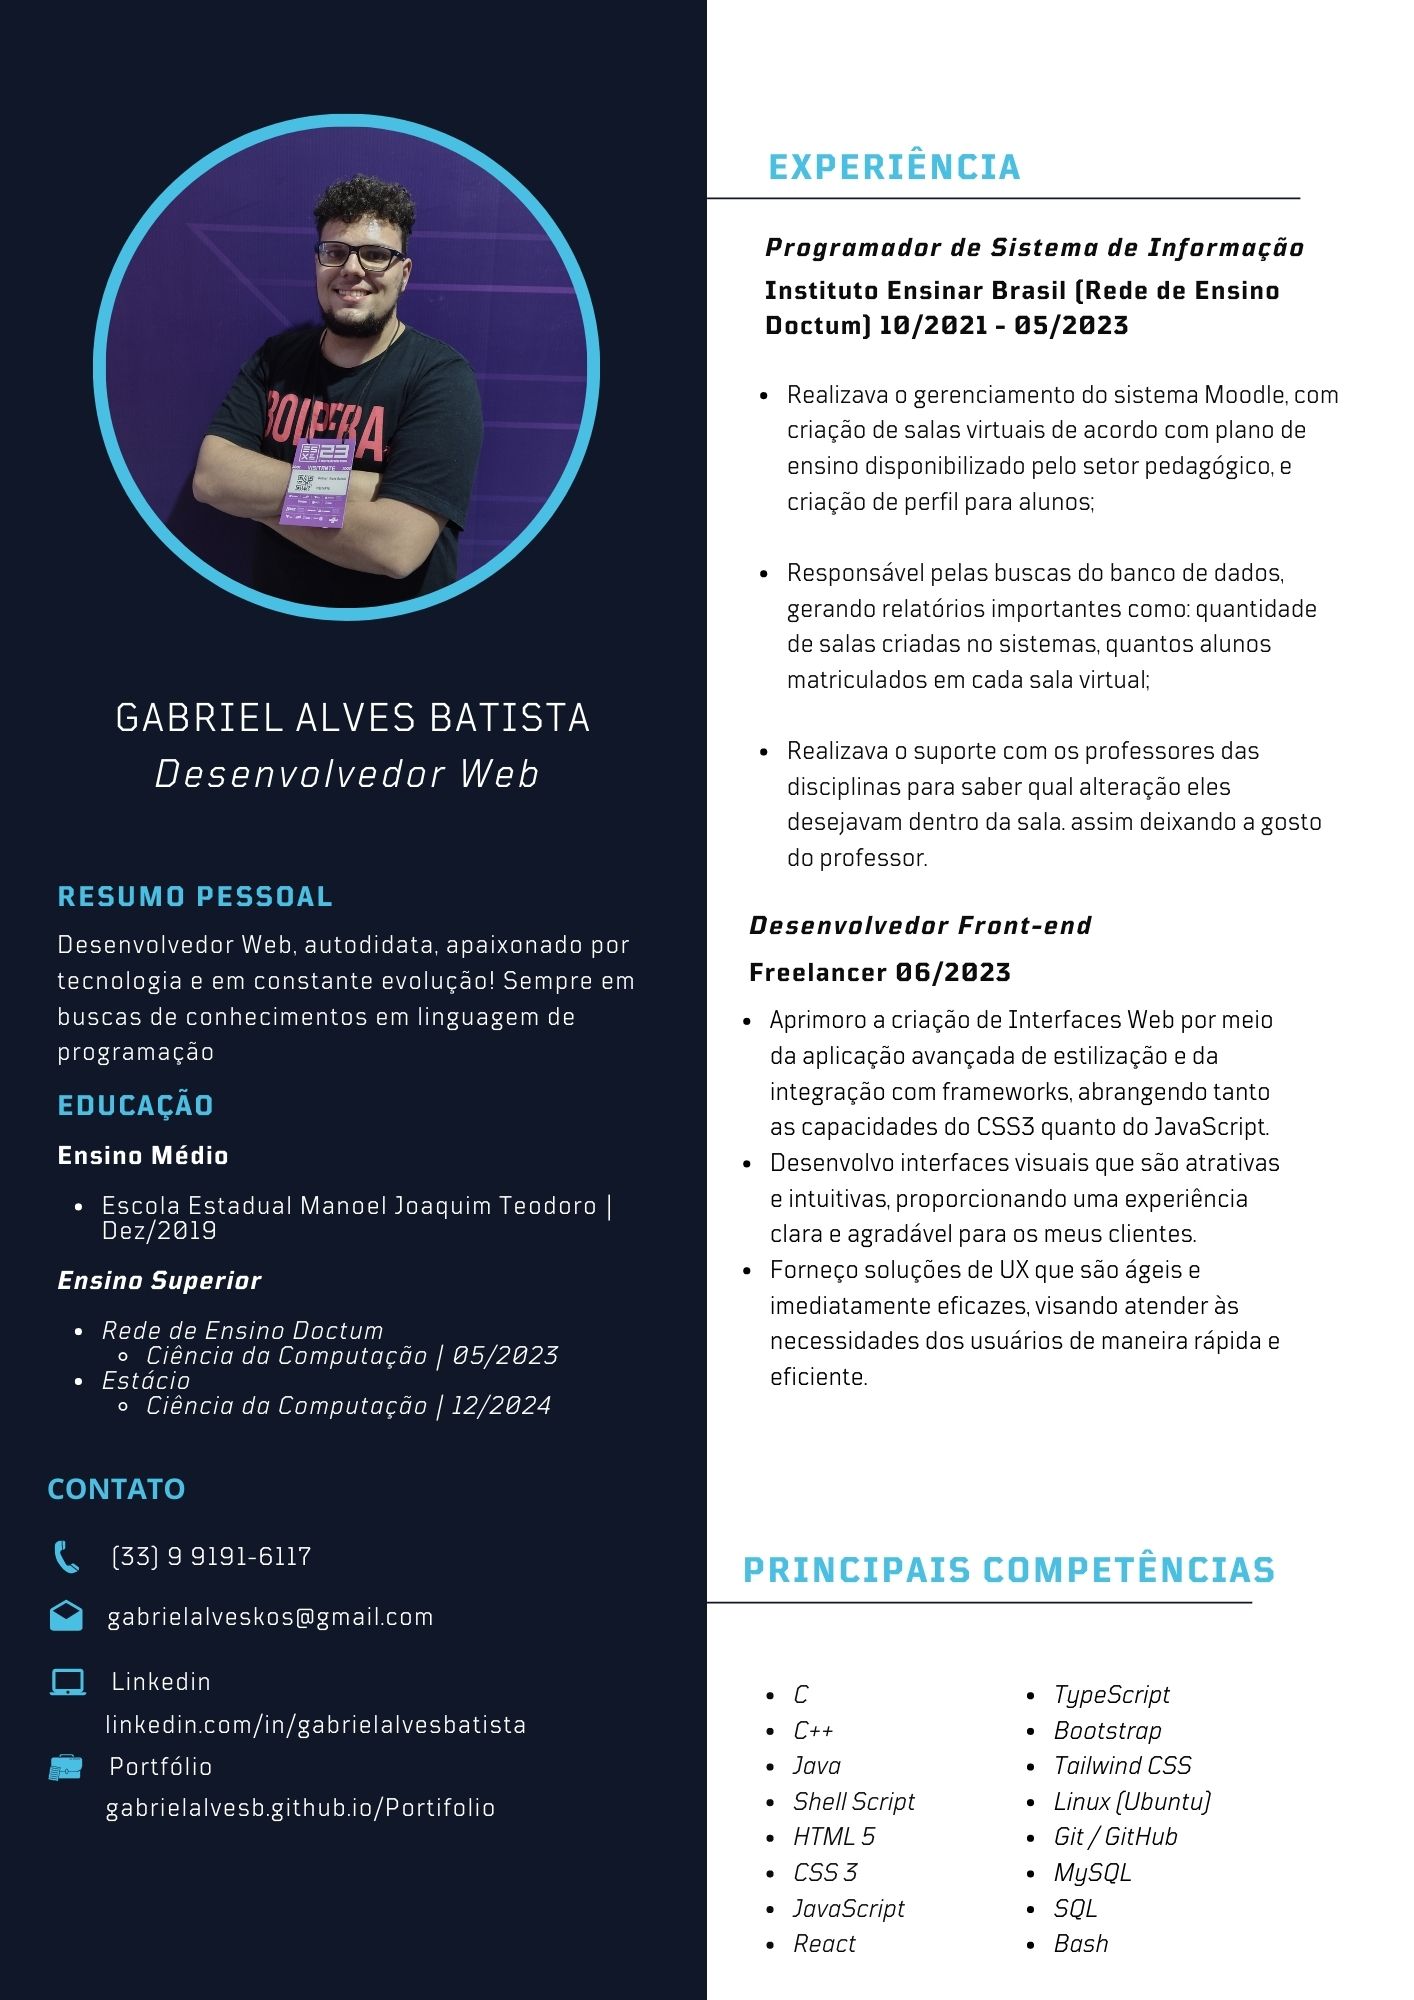 BOLPEBA
ES
XE
23
VISITANTE
GABRIEL ALVES BATISTA
Desenvolvedor Web
RESUMO PESSOAL
Desenvolvedor Web, autodidata, apaixonado por
tecnologia e em constante evolução! Sempre em
buscas de conhecimentos em linguagem de
programação
EDUCAÇÃO
Ensino Médio
• Escola Estadual Manoel Joaquim Teodoro |
Dez/2019
Ensino Superior
• Rede de Ensino Doctum
◦ Ciência da Computação | 05/2023
• Estácio
◦ Ciência da Computação | 12/2024
CONTATO
(33) 9 9191-6117
gabrielalveskos@gmail.com
Linkedin
linkedin.com/in/gabrielalvesbatista
Portfólio
gabrielalvesb.github.io/Portifolio
EXPERIÊNCIA
Programador de Sistema de Informação
Instituto Ensinar Brasil (Rede de Ensino
Doctum) 10/2021 - 05/2023
• Realizava o gerenciamento do sistema Moodle, com
criação de salas virtuais de acordo com plano de
ensino disponibilizado pelo setor pedagógico, e
criação de perfil para alunos;
• Responsável pelas buscas do banco de dados,
gerando relatórios importantes como: quantidade
de salas criadas no sistemas, quantos alunos
matriculados em cada sala virtual;
• Realizava o suporte com os professores das
disciplinas para saber qual alteração eles
desejavam dentro da sala. assim deixando a gosto
do professor.
Desenvolvedor Front-end
Freelancer 06/2023
• Aprimoro a criação de Interfaces Web por meio
da aplicação avançada de estilização e da
integração com frameworks, abrangendo tanto
as capacidades do CSS3 quanto do JavaScript.
• Desenvolvo interfaces visuais que são atrativas
e intuitivas, proporcionando uma experiência
clara e agradável para os meus clientes.
• Forneço soluções de UX que são ágeis e
imediatamente eficazes, visando atender às
necessidades dos usuários de maneira rápida e
eficiente.
PRINCIPAIS COMPETÊNCIAS
• C
• C++
• Java
• Shell Script
• HTML 5
• CSS 3
• JavaScript
• React
• TypeScript
• Bootstrap
• Tailwind CSS
• Linux (Ubuntu)
• Git / GitHub
• MySQL
• SQL
• Bash